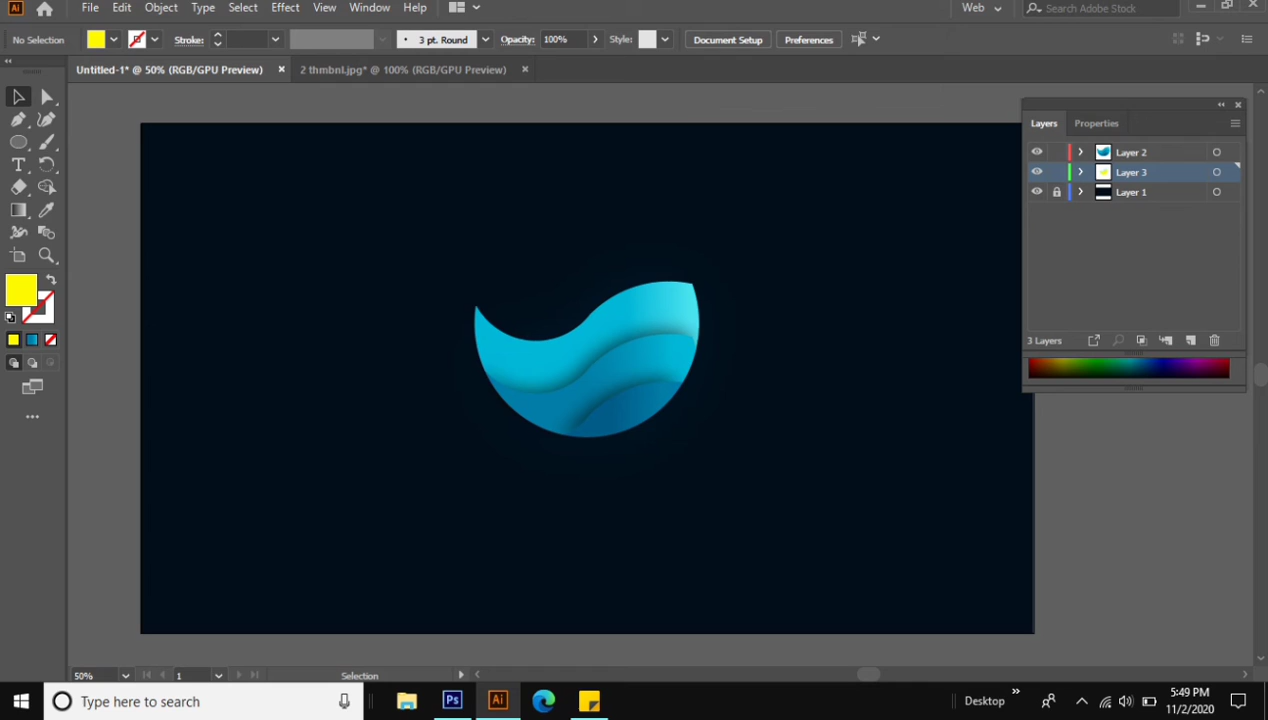 Ai File Edit Object Type Select Effect View Window Help Web Search Adobe Stock
No Selection Stroke: 3 pt. Round Opacity: 100% Style: Document Setup Preferences
Untitled-1* @ 50% (RGB/GPU Preview) × 2 thmbnl.jpg* @ 100% (RGB/GPU Preview) ×
Layers Properties
Layer 2
Layer 3
Layer 1
3 Layers
50% 1 Selection
Type here to search Ps Ai Desktop 5:49 PM
11/2/2020